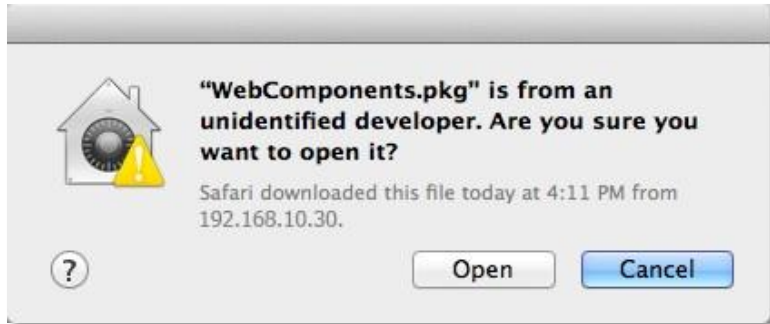 “WebComponents.pkg" is from an
unidentified developer. Are you sure you
want to open it?
Safari downloaded this file today at 4:11 PM from
192.168.10.30.
?
Open
Cancel